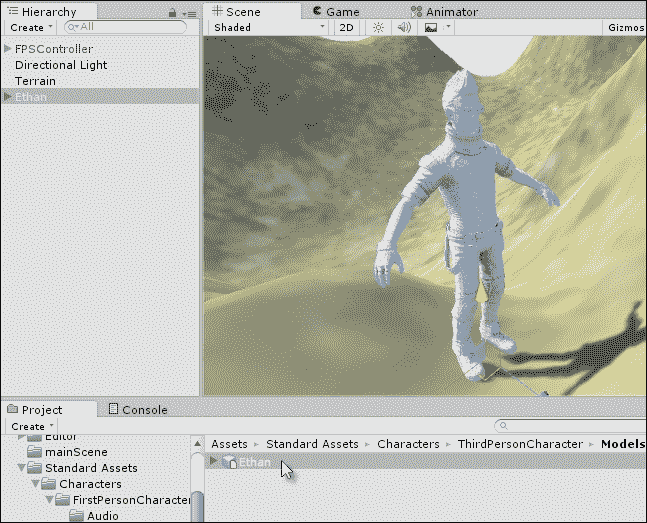 Hierarchy
Create
All
FPSController
Directional Light
Terrain
Ethan
Scene
Game
Animator
Shaded
2D
Gizmos
Project
Console
Create
Editor
mainScene
Standard Assets
Characters
FirstPersonCharacter
Audio
Assets Standard Assets Characters ThirdPersonCharacter Models
Ethan